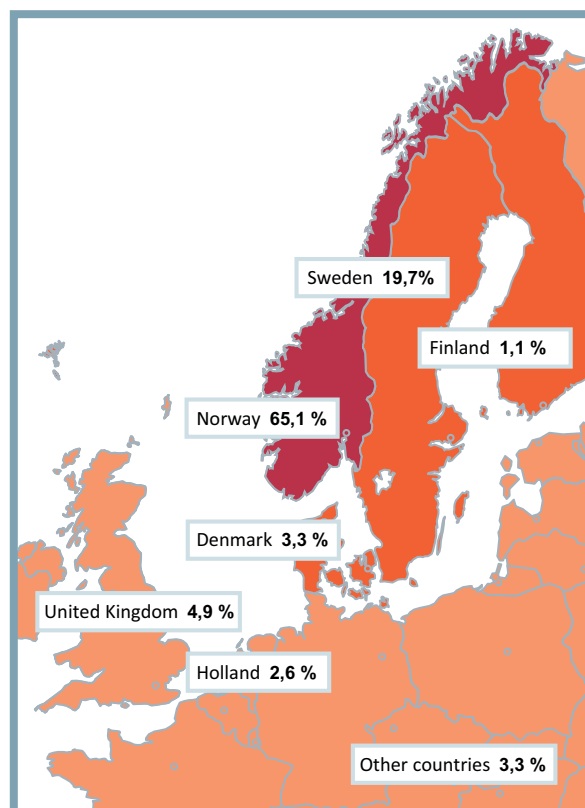 Sweden 19,7%
Finland 1,1 %
Norway 65,1 %
Denmark 3,3 %
United Kingdom 4,9 %
Holland 2,6 %
Other countries 3,3 %